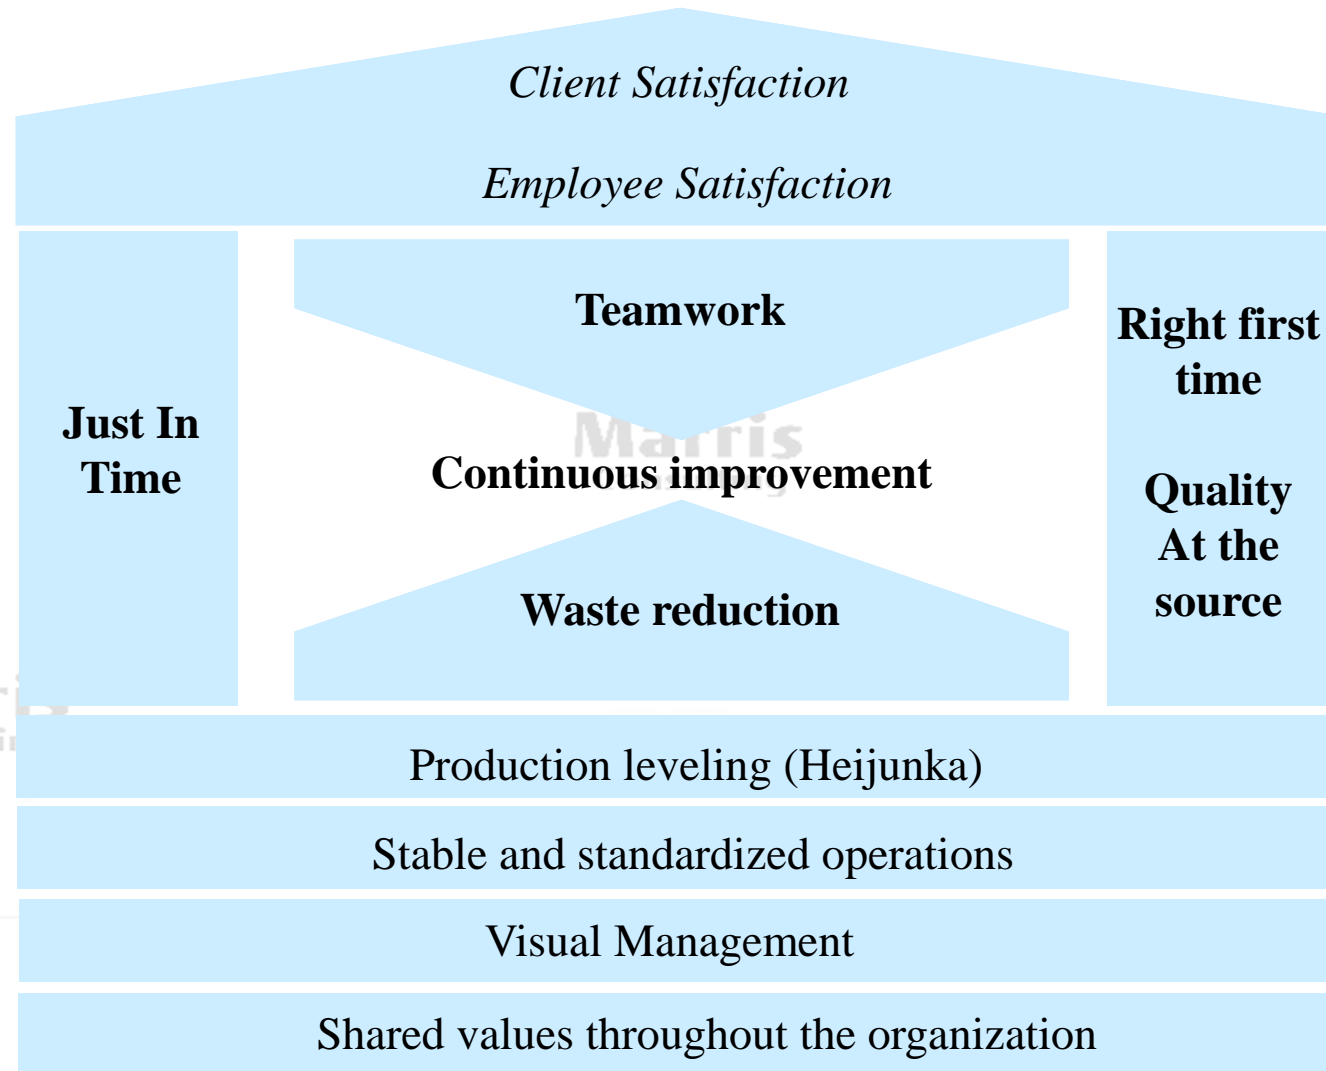 Client Satisfaction
Employee Satisfaction
Just In
Time
Teamwork
Marris
Continuous improvement
Waste reduction
Right first
time
Quality
At the
source
Production leveling (Heijunka)
Stable and standardized operations
Visual Management
Shared values throughout the organization